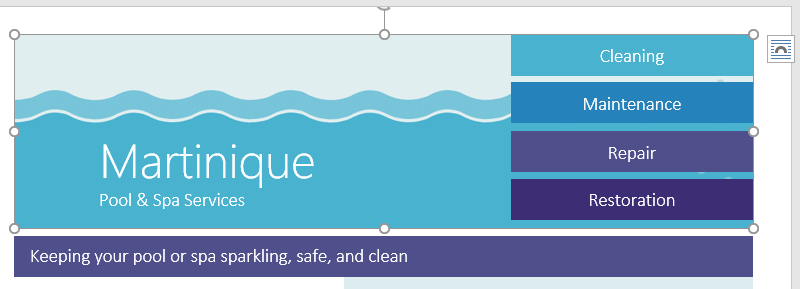 Cleaning
Maintenance
Martinique
Repair
Pool & Spa Services
Restoration
Keeping your pool or spa sparkling, safe, and clean